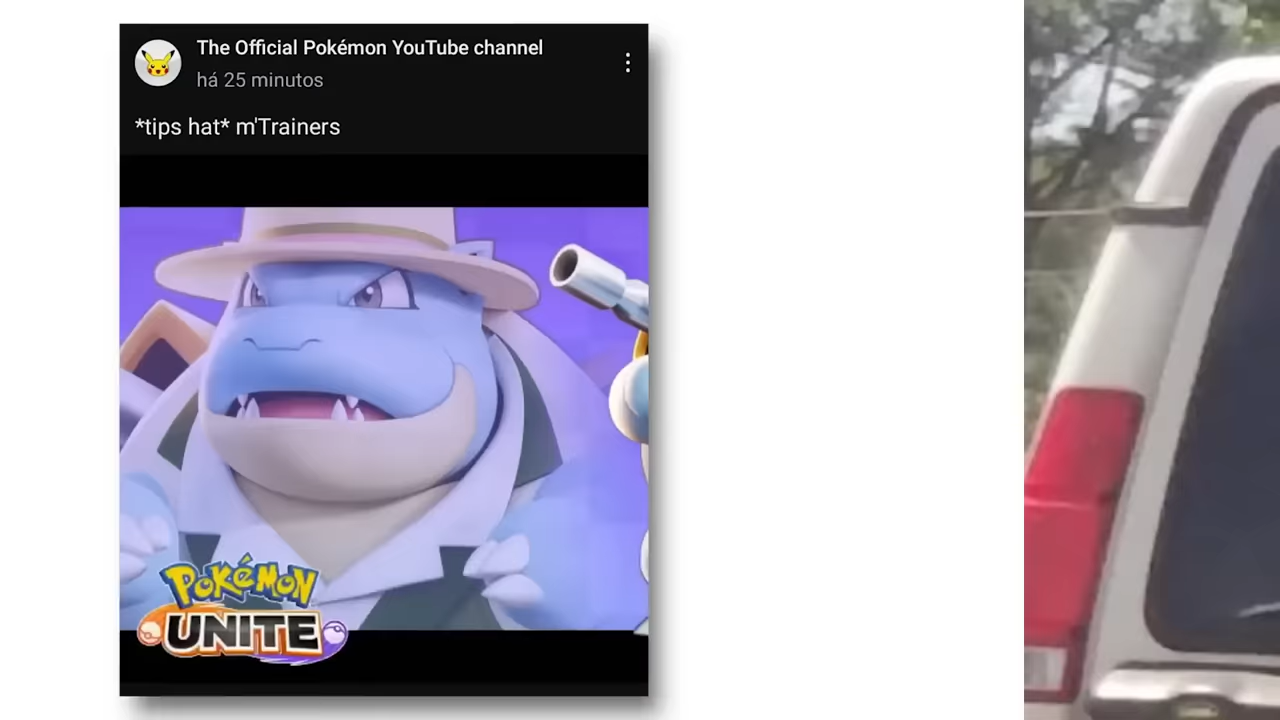 The Official Pokémon YouTube channel
há 25 minutos
*tips hat* m'Trainers
POKéMON
UNITE